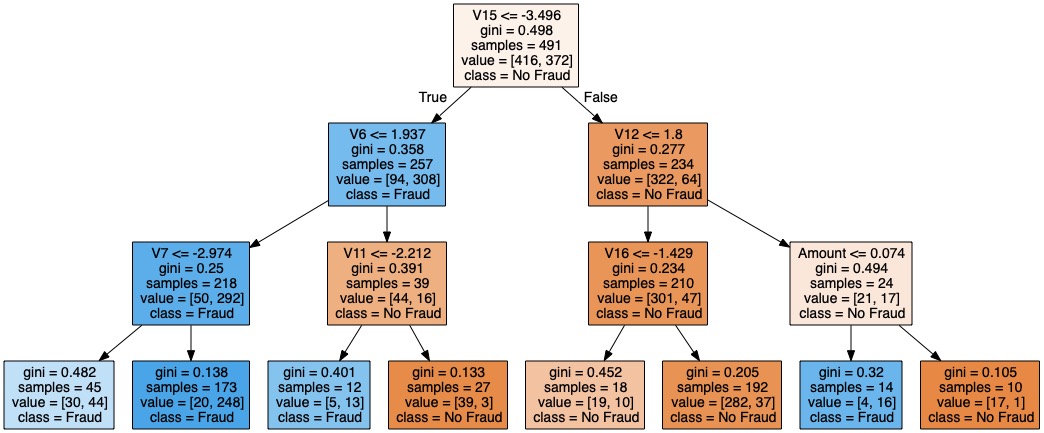 V15 <= -3.496
gini = 0.498
samples = 491
value = [416, 372]
class = No Fraud
True
False
V6 <= 1.937
gini = 0.358
samples = 257
value = [94, 308]
class = Fraud
V12 <= 1.8
gini = 0.277
samples = 234
value = [322, 64]
class = No Fraud
V7 <= -2.974
gini = 0.25
samples = 218
value = [50, 292]
class = Fraud
V11 <= -2.212
gini = 0.391
samples = 39
value = [44, 16]
class = No Fraud
V16 <= -1.429
gini = 0.234
samples = 210
value = [301, 47]
class = No Fraud
Amount <= 0.074
gini = 0.494
samples = 24
value = [21, 17]
class = No Fraud
gini = 0.482
samples = 45
value = [30, 44]
class = Fraud
gini = 0.138
samples = 173
value = [20, 248]
class = Fraud
gini = 0.401
samples = 12
value = [5, 13]
class = Fraud
gini = 0.133
samples = 27
value = [39, 3]
class = No Fraud
gini = 0.452
samples = 18
value = [19, 10]
class = No Fraud
gini = 0.205
samples = 192
value = [282, 37]
class = No Fraud
gini = 0.32
samples = 14
value = [4, 16]
class = Fraud
gini = 0.105
samples = 10
value = [17, 1]
class = No Fraud